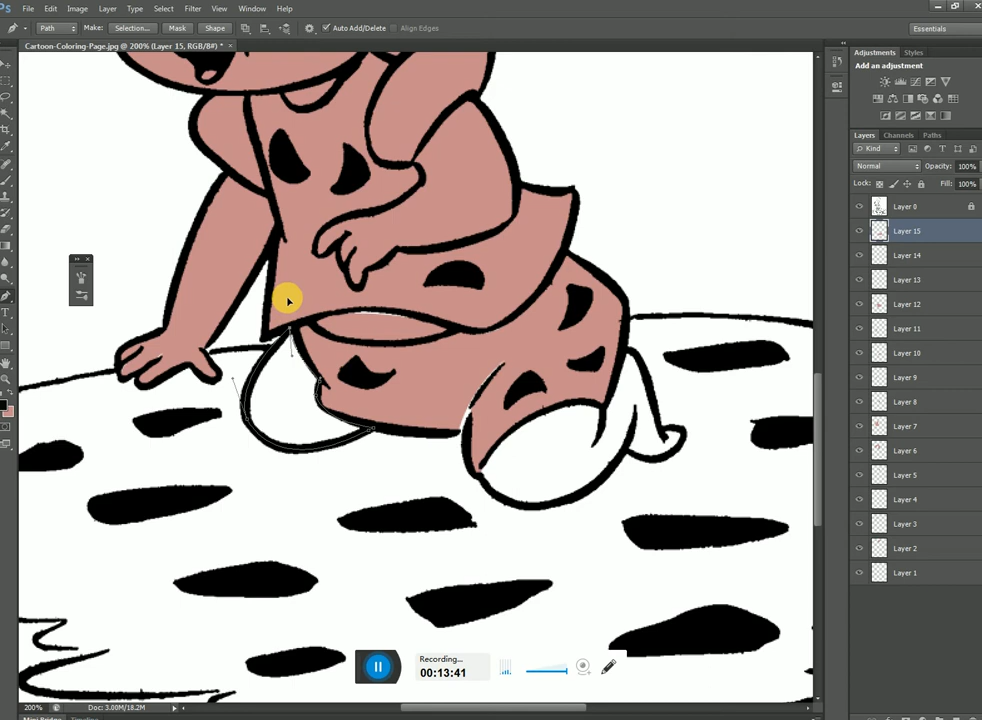 File Edit Image Layer Type Select Filter View Window Help
Path Make: Selection... Mask Shape Auto Add/Delete Align Edges Essentials
Cartoon-Coloring-Page.jpg @ 200% (Layer 15, RGB/8#) * ×
Adjustments Styles
Add an adjustment
Layers Channels Paths
Kind
Normal Opacity: 100%
Lock: Fill: 100%
Layer 0
Layer 15
Layer 14
Layer 13
Layer 12
Layer 11
Layer 10
Layer 9
Layer 8
Layer 7
Layer 6
Layer 5
Layer 4
Layer 3
Layer 2
Layer 1
Recording...
00:13:41
200% Doc: 3.00M/18.2M
Mini Bridge Timeline